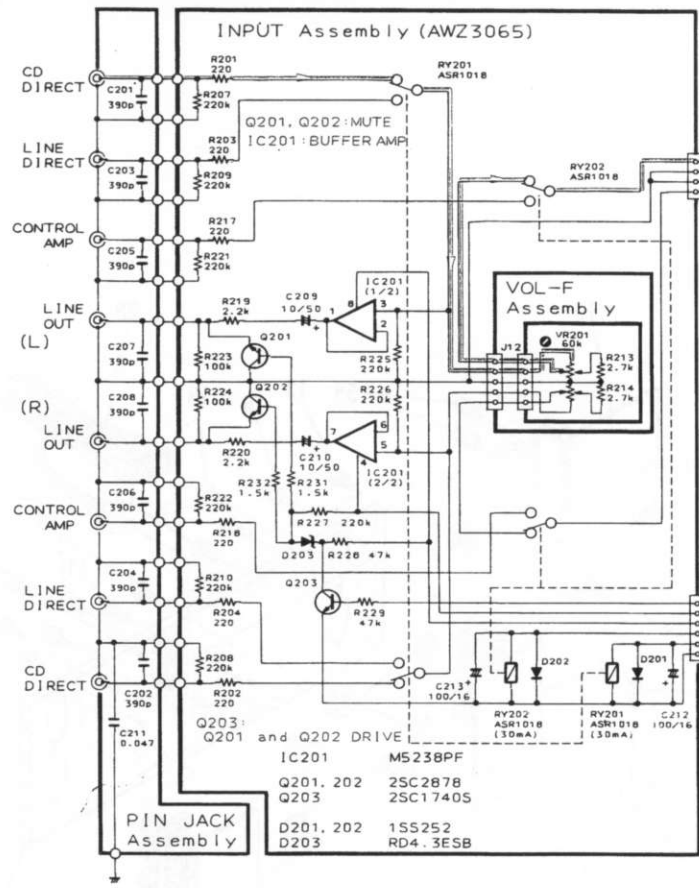 INPUT Assembly (AWZ3065)
CD
DIRECT
C201
390p
R201
220
R207
220k
RY201
ASR1018
Q201, Q202: MUTE
IC201: BUFFER AMP
LINE
DIRECT
C203
390p
R203
220
R209
220k
RY202
ASR1018
CONTROL
AMP
C205
390p
R217
220
R221
220k
LINE
OUT
(L)
C207
390p
R219
2.2k
C209
10/50
+
IC201
(1/2)
8
1
3
2
Q201
R223
100k
R225
220k
VOL-F
Assembly
J12
VR201
60k
R213
2.7k
R214
2.7k
(R)
LINE
OUT
C208
390p
R224
100k
Q202
R226
220k
7
6
5
4
R220
2.2k
C210
10/50
+
IC201
(2/2)
R232
1.5k
R231
1.5k
CONTROL
AMP
C206
390p
R222
220k
R218
220
R227 220k
D203
R228 47k
LINE
DIRECT
C204
390p
R210
220k
R204
220
Q203
R229
47k
CD
DIRECT
C202
390p
R208
220k
R202
220
C211
0.047
C213
100/16
+
D202
RY202
ASR1018
(30mA)
D201
RY201
ASR1018
(30mA)
C212
100/16
+
Q203:
Q201 and Q202 DRIVE
IC201 M5238PF
Q201, 202 2SC2878
Q203 2SC1740S
D201, 202 1SS252
D203 RD4.3ESB
PIN JACK
Assembly